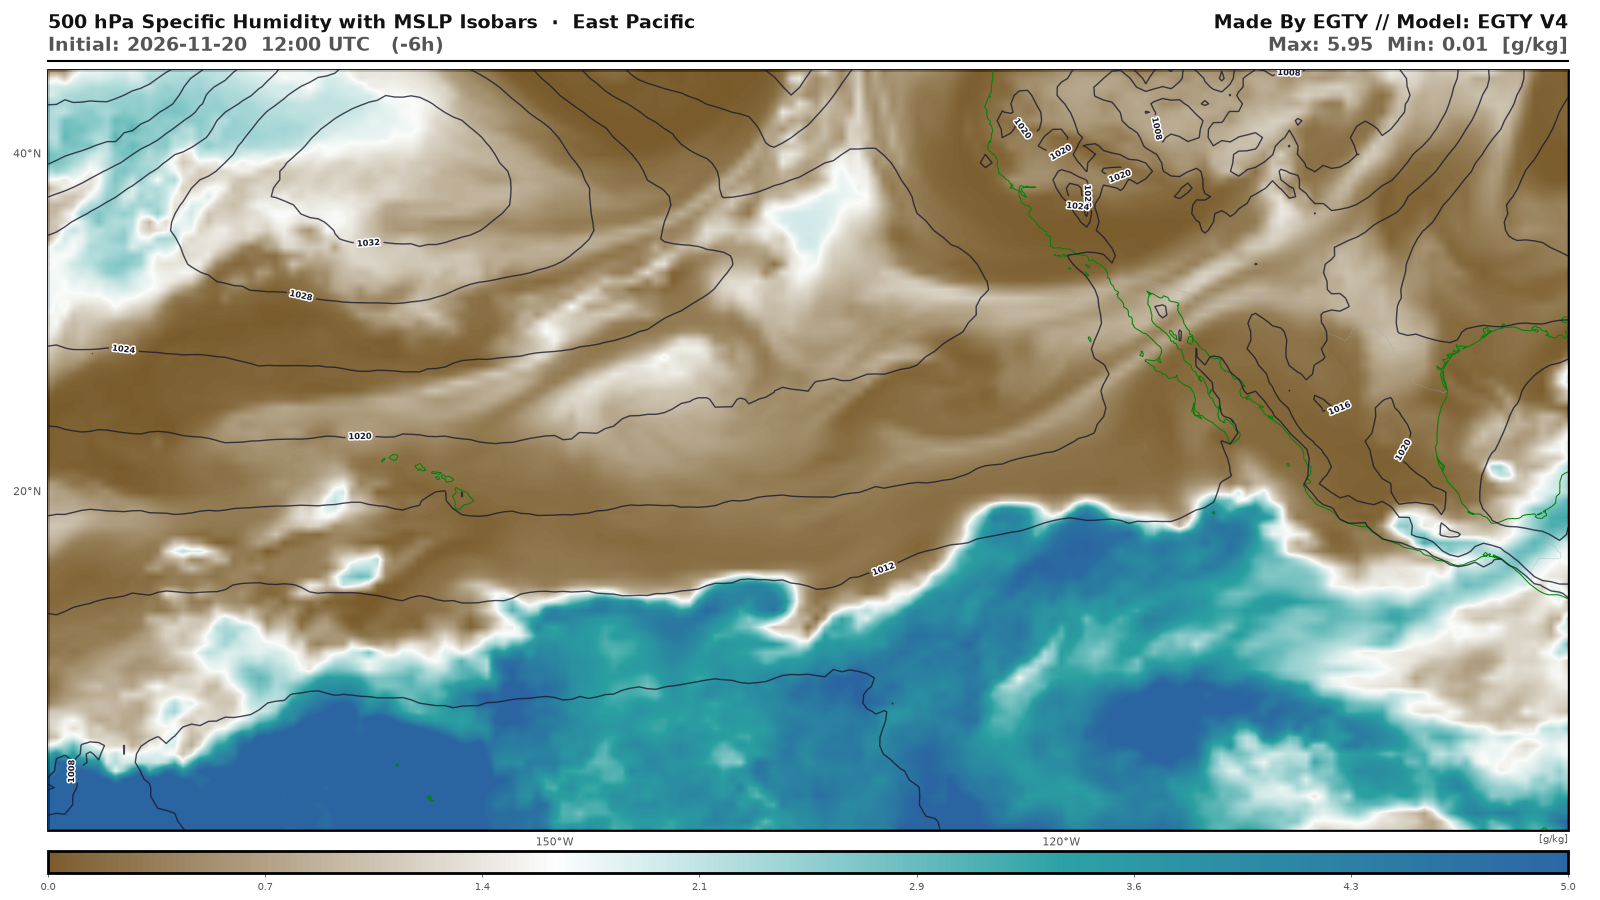 500 hPa Specific Humidity with MSLP Isobars · East Pacific
Made By EGTY // Model: EGTY V4
Initial: 2026-11-20 12:00 UTC (-6h)
Max: 5.95 Min: 0.01 [g/kg]
1008
1020
1008
1020
1020
1024
1032
1028
1024
1016
1020
1020
1012
1008
40°N
20°N
150°W
120°W
[g/kg]
0.0 0.7 1.4 2.1 2.9 3.6 4.3 5.0